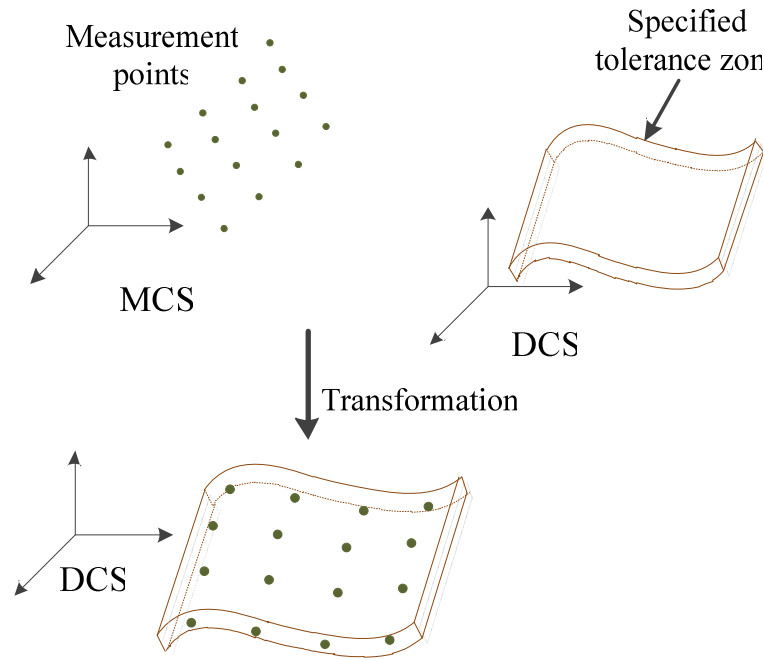 Measurement
points
Specified
tolerance zon
MCS
DCS
Transformation
DCS